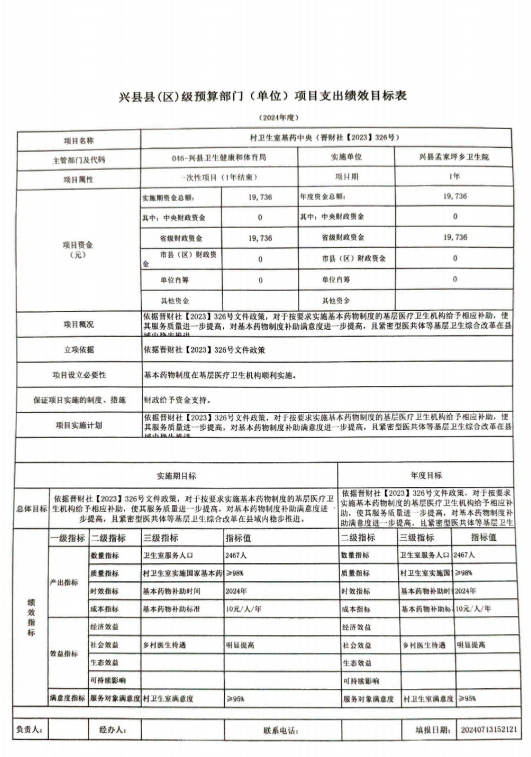 兴县县(区)级预算部门（单位）项目支出绩效目标表
（2024年度）
项目名称 村卫生室基药中央（晋财社【2023】326号）
主管部门及代码 046-兴县卫生健康和体育局 实施单位 兴县孟家坪乡卫生院
项目属性 一次性项目（1年结束） 项目期 1年
项目资金（元） 实施期资金总额： 19,736 年度资金总额： 19,736
其中：中央财政资金 0 其中：中央财政资金 0
省级财政资金 19,736 省级财政资金 19,736
市县（区）财政资金 0 市县（区）财政资金 0
单位自筹 0 单位自筹 0
其他资金 其他资金
项目概况 依据晋财社【2023】326号文件政策，对于按要求实施基本药物制度的基层医疗卫生机构给予相应补助，使
其服务质量进一步提高，对基本药物制度补助满意度进一步提高，且紧密型医共体等基层卫生综合改革在县
域内稳步推进
立项依据 依据晋财社【2023】326号文件政策
项目设立必要性 基本药物制度在基层医疗卫生机构顺利实施。
保证项目实施的制度、措施 财政给予资金支持。
项目实施计划 依据晋财社【2023】326号文件政策，对于按要求实施基本药物制度的基层医疗卫生机构给予相应补助，使
其服务质量进一步提高，对基本药物制度补助满意度进一步提高，且紧密型医共体等基层卫生综合改革在县
域内稳步推进
实施期目标 年度目标
总体目标 依据晋财社【2023】326号文件政策，对于按要求实施基本药物制度的基层医疗卫
生机构给予相应补助，使其服务质量进一步提高，对基本药物制度补助满意度进一
步提高，且紧密型医共体等基层卫生综合改革在县域内稳步推进。
依据晋财社【2023】326号文件政策，对于按要求实
施基本药物制度的基层医疗卫生机构给予相应补
助，使其服务质量进一步提高，对基本药物制度补
助满意度进一步提高，且紧密型医共体等基层卫生
绩效指标 一级指标 二级指标 三级指标 指标值 二级指标 三级指标 指标值
产出指标 数量指标 卫生室服务人口 2467人 数量指标 卫生室服务人口 2467人
质量指标 村卫生室实施国家基本药 ≥98% 质量指标 村卫生室实施国 ≥98%
时效指标 基本药物补助时间 2024年 时效指标 基本药物补助时 2024年
成本指标 基本药物补助标准 10元/人/年 成本指标 基本药物补助标 10元/人/年
效益指标 经济效益 经济效益
社会效益 乡村医生待遇 明显提高 社会效益 乡村医生待遇 明显提高
生态效益 生态效益
可持续影响 可持续影响
满意度指标 服务对象满意度 村卫生室满意度 ≥95% 服务对象满意度 村卫生室满意度 ≥95%
负责人： 经办人： 联系电话： 填报日期： 20240713152121